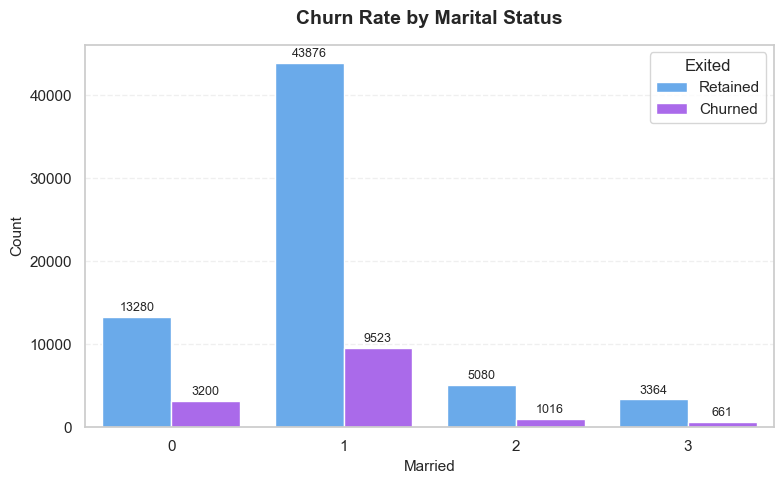 Churn Rate by Marital Status
43876
Exited
Retained
Churned
40000
30000
20000
10000
0
Count
13280
3200
9523
5080
1016
3364
661
0 1 2 3
Married